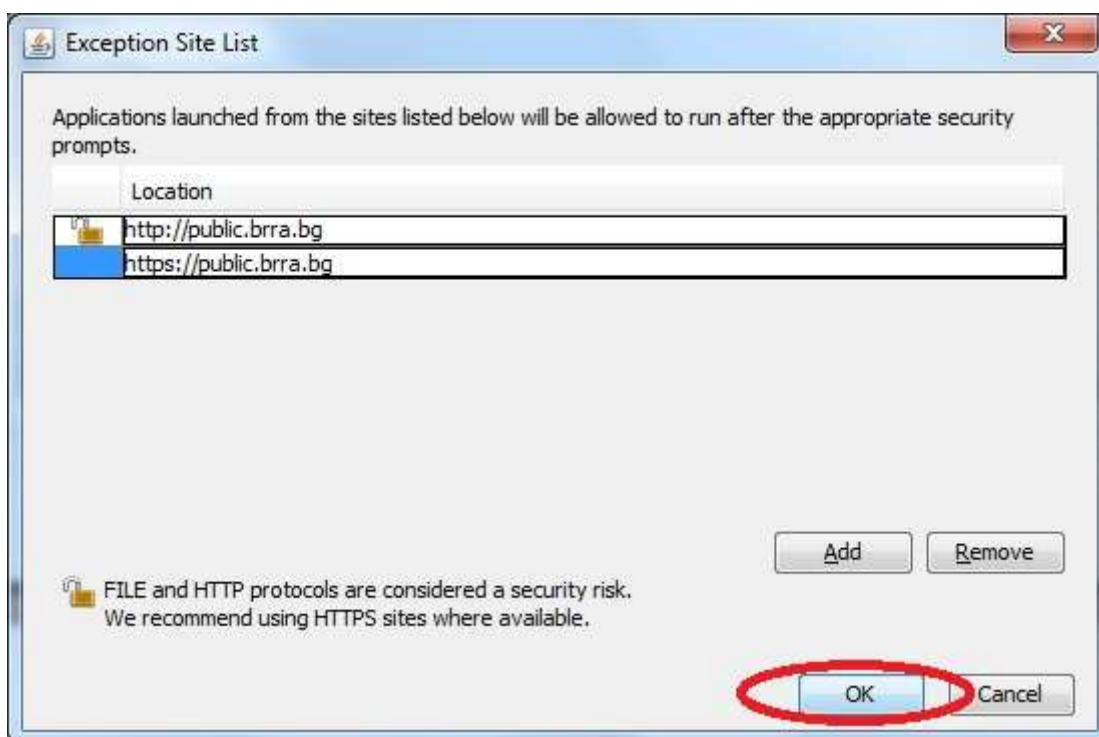 Exception Site List
Applications launched from the sites listed below will be allowed to run after the appropriate security
prompts.
Location
http://public.brra.bg
https://public.brra.bg
Add Remove
FILE and HTTP protocols are considered a security risk.
We recommend using HTTPS sites where available.
OK Cancel